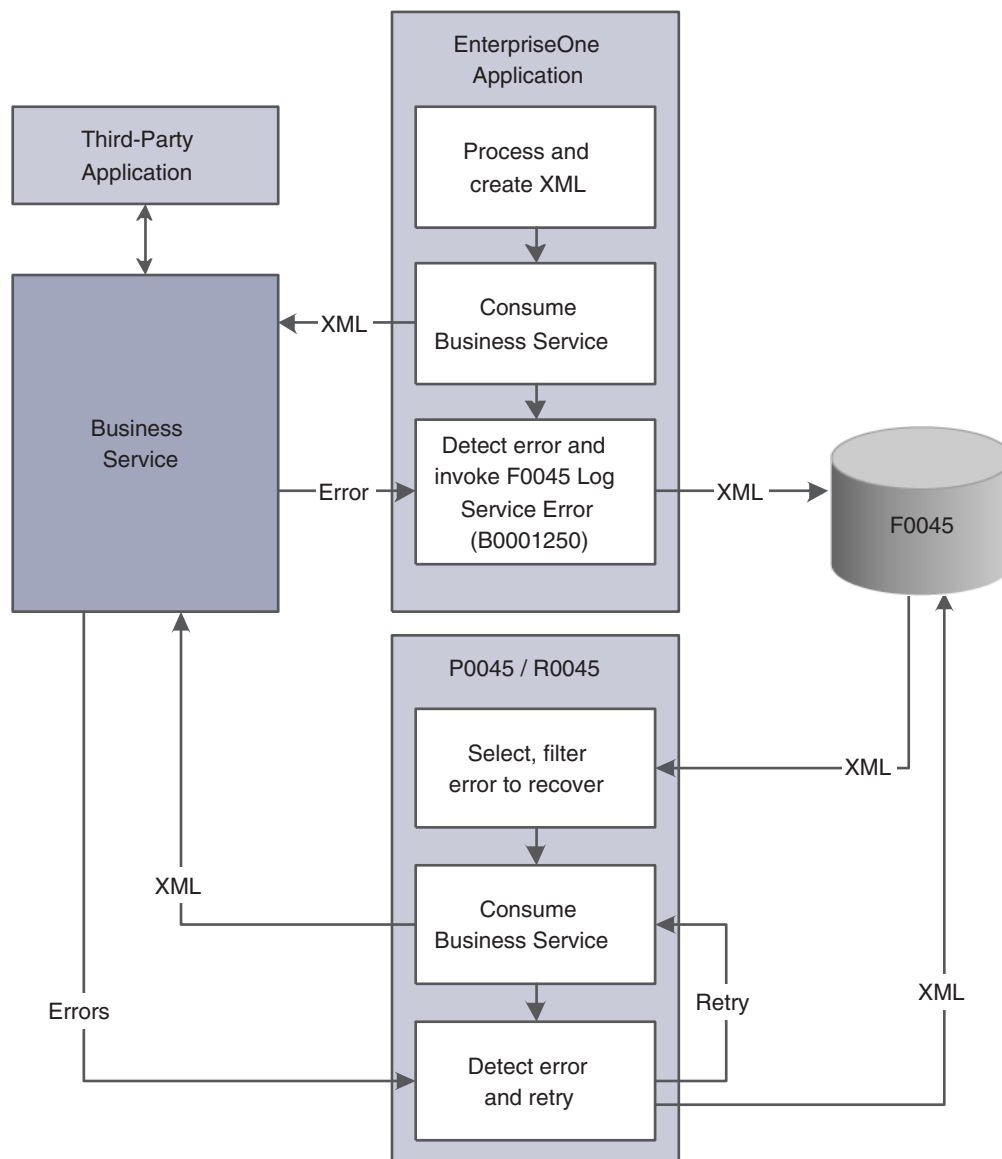 EnterpriseOne
Application
Third-Party
Application
Process and
create XML
Consume
Business Service
XML
Business
Service
Detect error and
invoke F0045 Log
Service Error
(B0001250)
Error
XML
F0045
P0045 / R0045
Select, filter
error to recover
XML
XML
Consume
Business Service
Retry
XML
Errors
Detect error
and retry